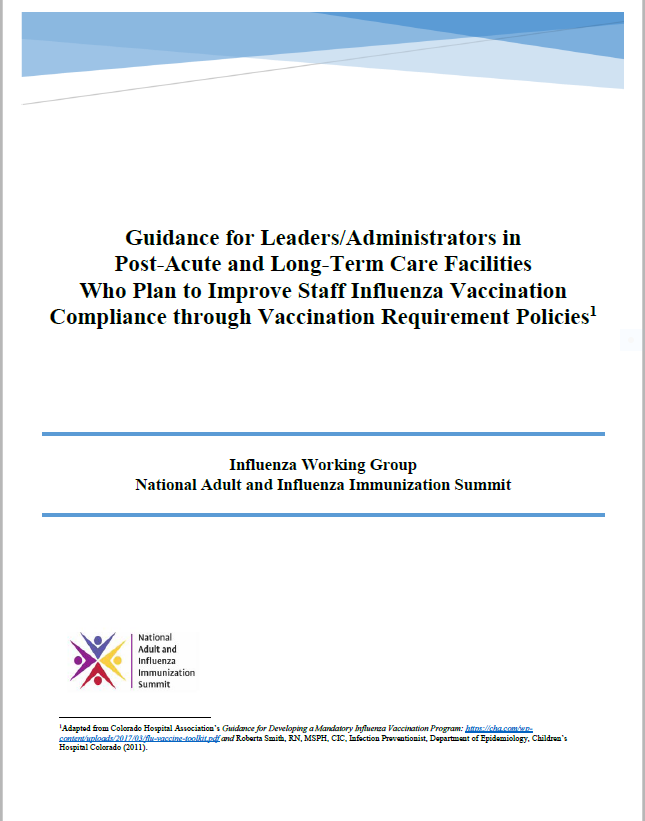 Guidance for Leaders/Administrators in
Post-Acute and Long-Term Care Facilities
Who Plan to Improve Staff Influenza Vaccination
Compliance through Vaccination Requirement Policies1
Influenza Working Group
National Adult and Influenza Immunization Summit
National
Adult and
Influenza
Immunization
Summit
1Adapted from Colorado Hospital Association's Guidance for Developing a Mandatory Influenza Vaccination Program: https://cha.com/wp-
content/uploads/2017/03/flu-vaccine-toolkit.pdf and Roberta Smith, RN, MSPH, CIC, Infection Preventionist, Department of Epidemiology, Children's
Hospital Colorado (2011).